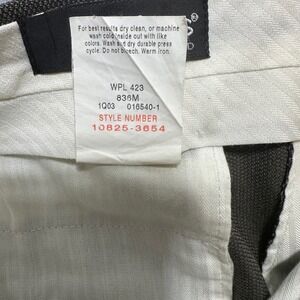 For best results dry clean, or machine
wash cold inside out with like
colors. Wash size dry durable press
cycle. Do not bleach. Warm iron.
WPL 423
836M
1Q03 016540-1
STYLE NUMBER
10825-3654